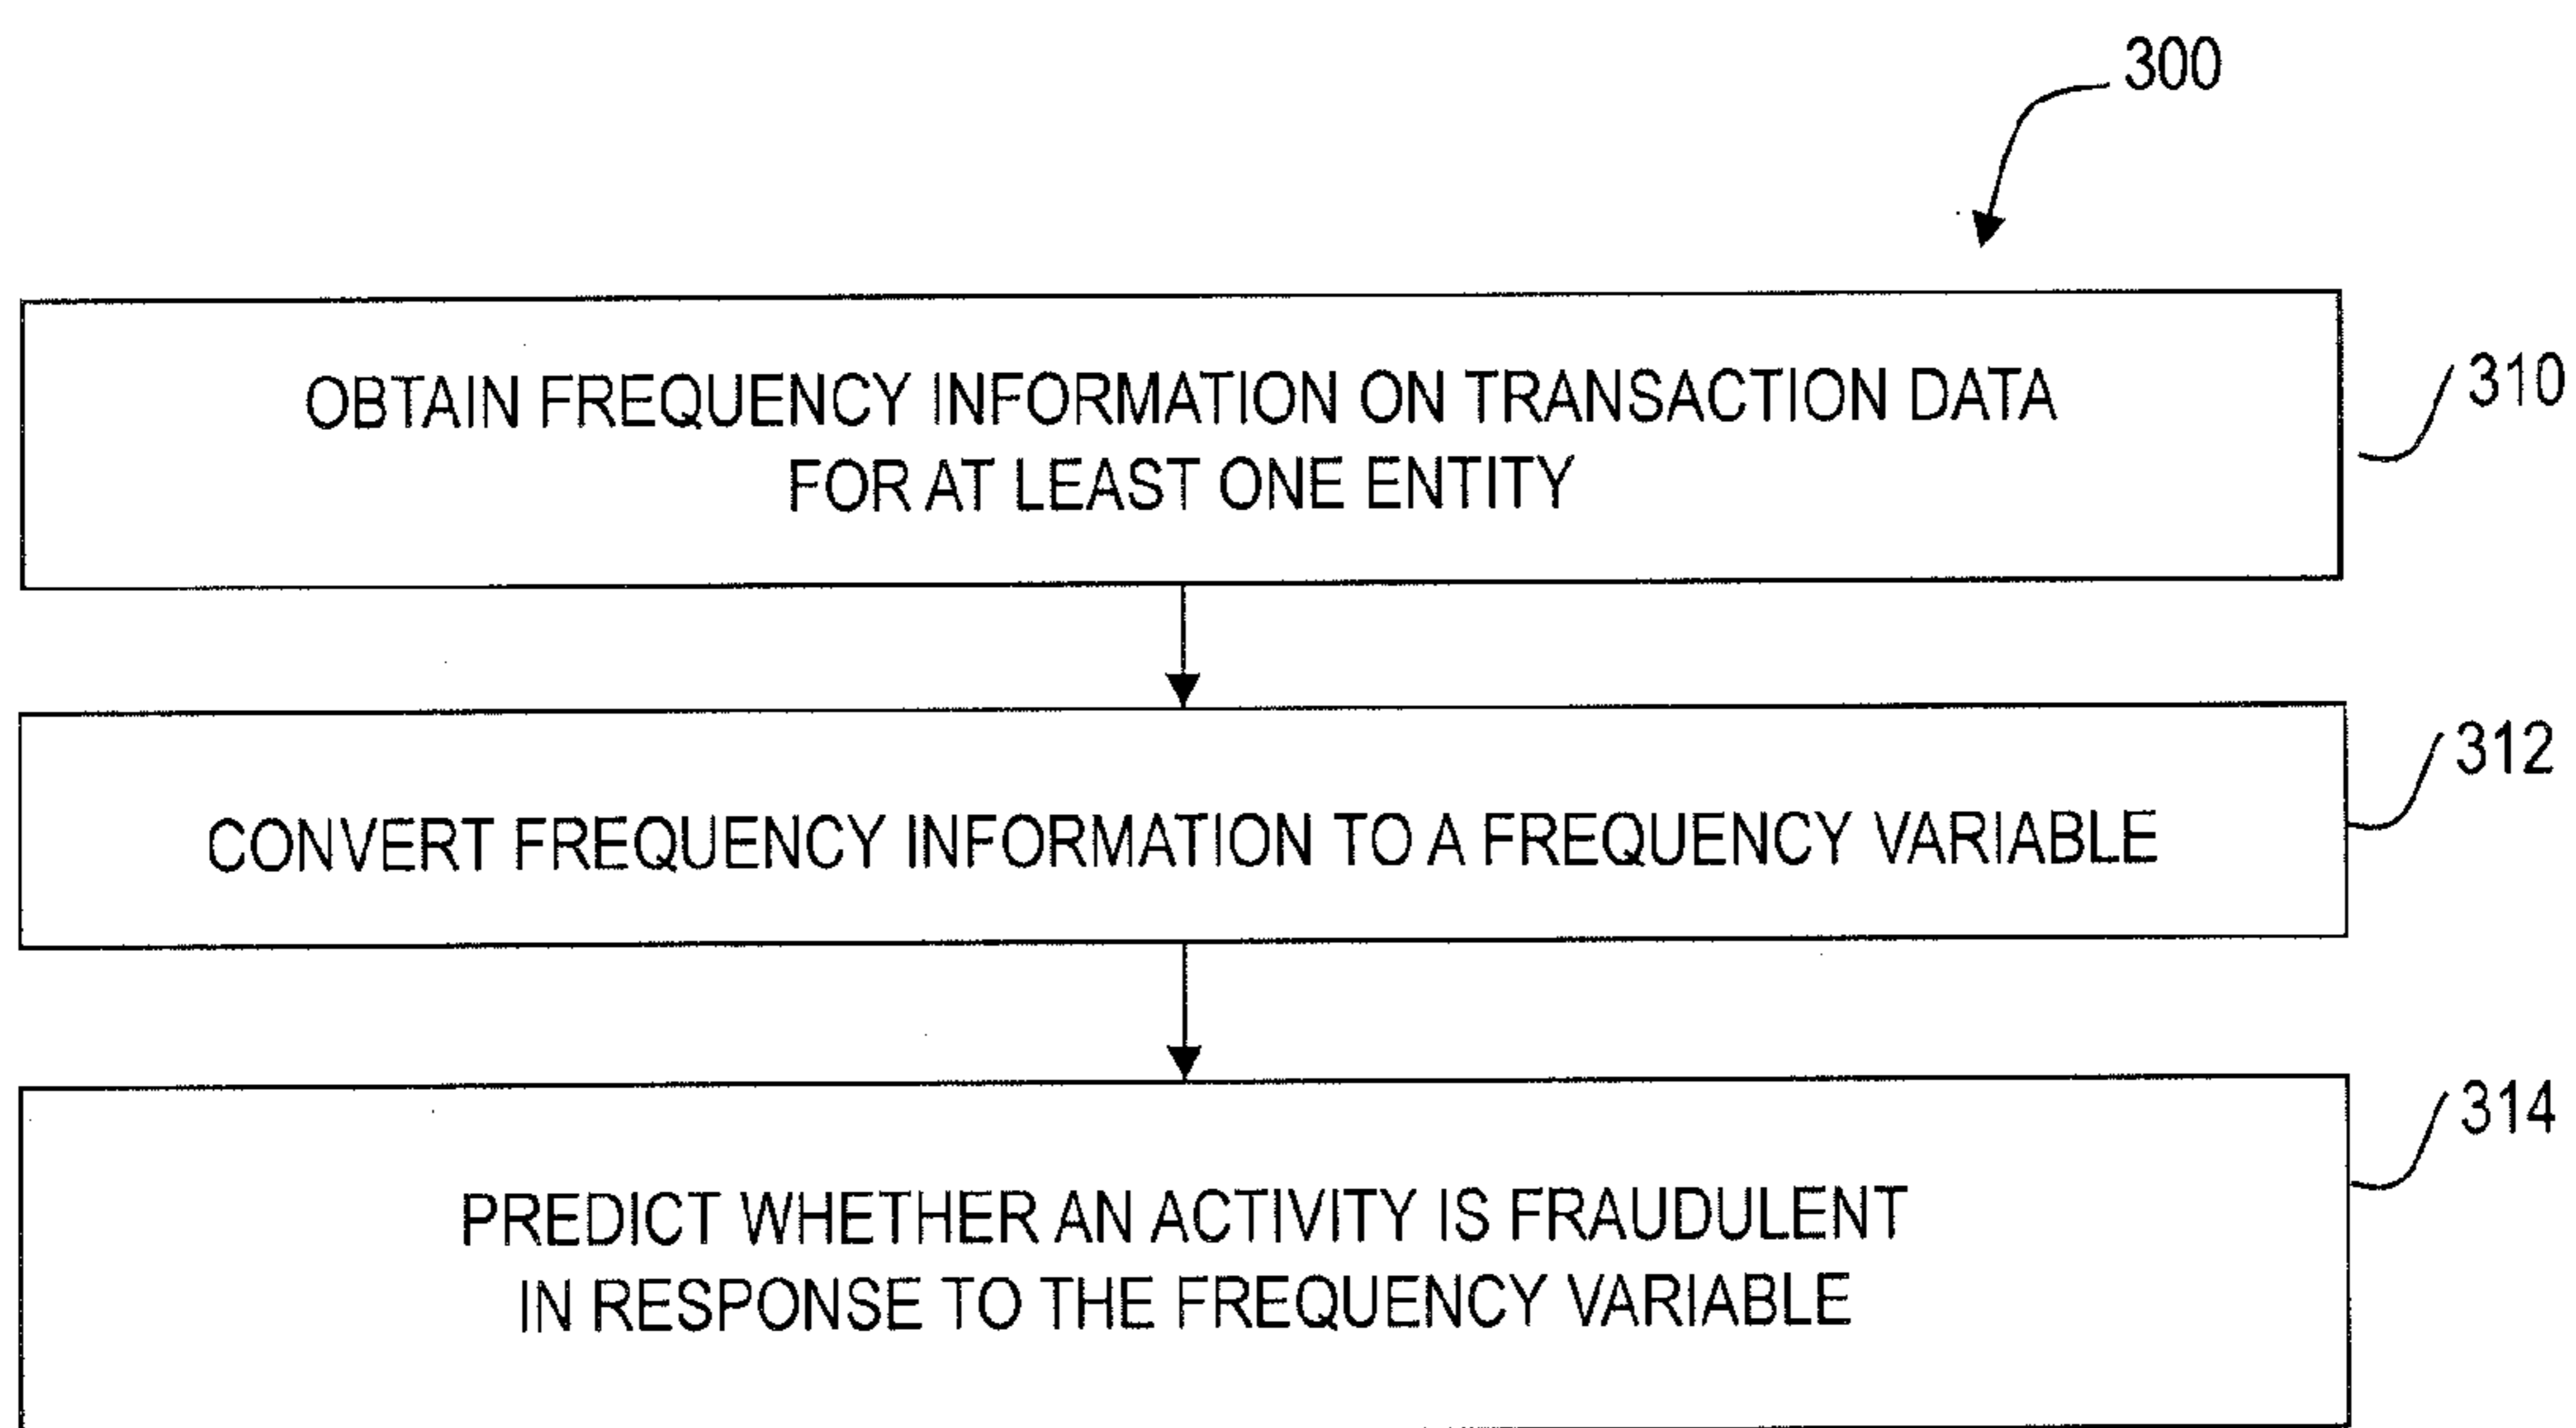 300
OBTAIN FREQUENCY INFORMATION ON TRANSACTION DATA
FOR AT LEAST ONE ENTITY
310
CONVERT FREQUENCY INFORMATION TO A FREQUENCY VARIABLE
312
PREDICT WHETHER AN ACTIVITY IS FRAUDULENT
IN RESPONSE TO THE FREQUENCY VARIABLE
314